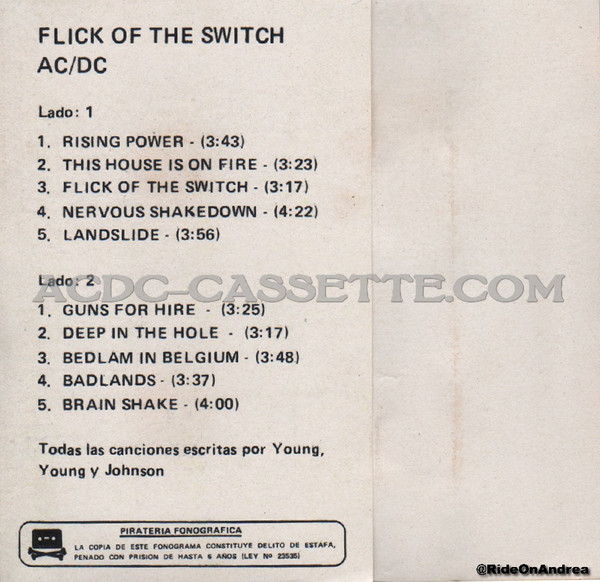 FLICK OF THE SWITCH
AC/DC
Lado: 1
1. RISING POWER - (3:43)
2. THIS HOUSE IS ON FIRE - (3:23)
3. FLICK OF THE SWITCH - (3:17)
4. NERVOUS SHAKEDOWN - (4:22)
5. LANDSLIDE - (3:56)
Lado: 2
ACDC-CASSETTE.COM
1. GUNS FOR HIRE - (3:25)
2. DEEP IN THE HOLE - (3:17)
3. BEDLAM IN BELGIUM - (3:48)
4. BADLANDS - (3:37)
5. BRAIN SHAKE - (4:00)
Todas las canciones escritas por Young,
Young y Johnson
PIRATERIA FONOGRAFICA
LA COPIA DE ESTE FONOGRAMA CONSTITUYE DELITO DE ESTAFA,
PENADO CON PRISION DE HASTA 6 AÑOS (LEY Nº 23535)
@RideOnAndrea